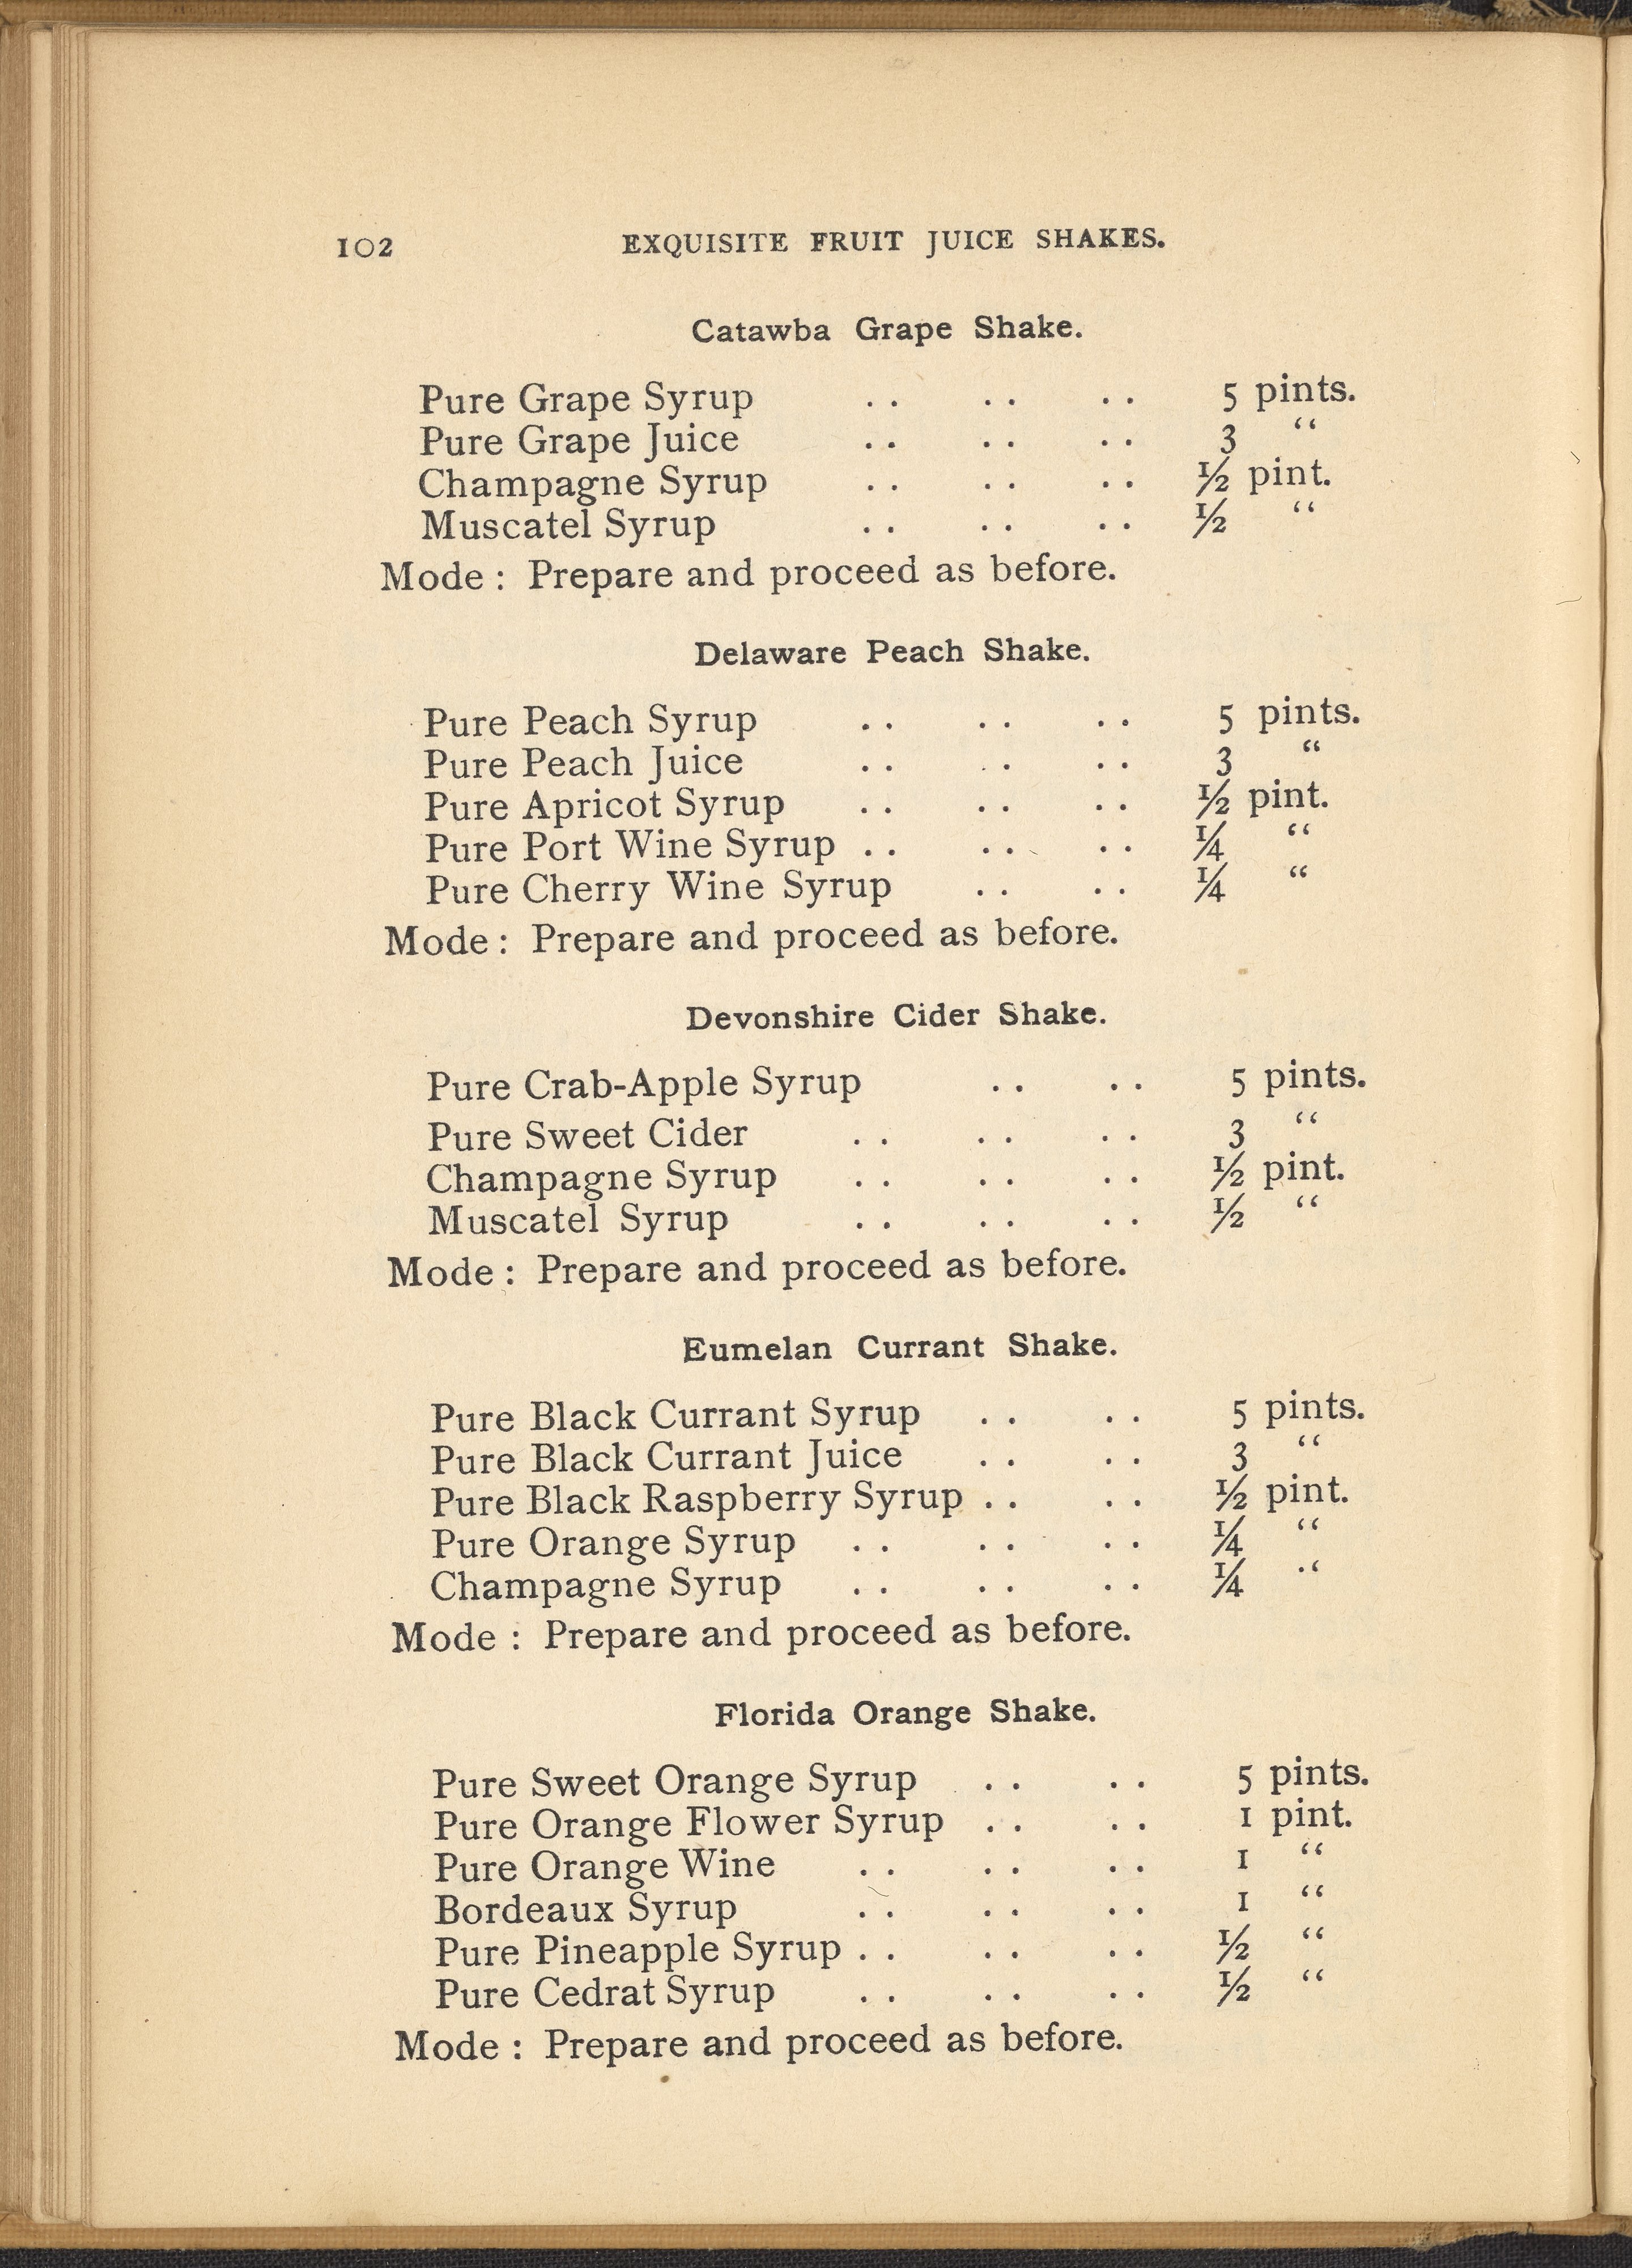 102 EXQUISITE FRUIT JUICE SHAKES.
Catawba Grape Shake.
Pure Grape Syrup .. .. .. 5 pints.
Pure Grape Juice .. .. .. 3 “
Champagne Syrup .. .. .. ½ pint.
Muscatel Syrup .. .. .. ½ “
Mode: Prepare and proceed as before.
Delaware Peach Shake.
Pure Peach Syrup .. .. .. 5 pints.
Pure Peach Juice .. .. .. 3 “
Pure Apricot Syrup .. .. .. ½ pint.
Pure Port Wine Syrup .. .. .. ¼ “
Pure Cherry Wine Syrup .. .. ¼ “
Mode: Prepare and proceed as before.
Devonshire Cider Shake.
Pure Crab-Apple Syrup .. .. 5 pints.
Pure Sweet Cider .. .. .. 3 “
Champagne Syrup .. .. .. ½ pint.
Muscatel Syrup .. .. .. ½ “
Mode: Prepare and proceed as before.
Eumelan Currant Shake.
Pure Black Currant Syrup .. .. 5 pints.
Pure Black Currant Juice .. .. 3 “
Pure Black Raspberry Syrup .. .. ½ pint.
Pure Orange Syrup .. .. .. ¼ “
Champagne Syrup .. .. .. ¼ “
Mode: Prepare and proceed as before.
Florida Orange Shake.
Pure Sweet Orange Syrup .. .. 5 pints.
Pure Orange Flower Syrup .. .. 1 pint.
Pure Orange Wine .. .. .. 1 “
Bordeaux Syrup .. .. .. 1 “
Pure Pineapple Syrup .. .. .. ½ “
Pure Cedrat Syrup .. .. .. ½ “
Mode: Prepare and proceed as before.